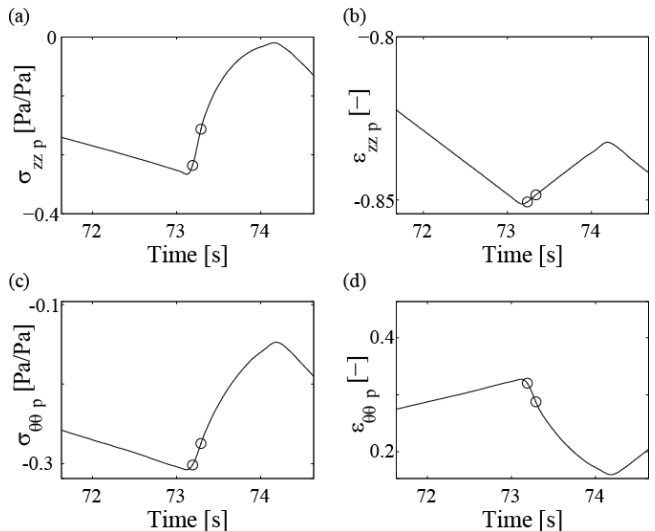 (a)
0
−0.4
σzz p [Pa/Pa]
72
73
74
Time [s]
(b)
−0.8
-0.85
εzz p [−]
72
73
74
Time [s]
(c)
-0.1
-0.3
σθθ p [Pa/Pa]
72
73
74
Time [s]
(d)
0.4
0.2
εθθ p [−]
72
73
74
Time [s]